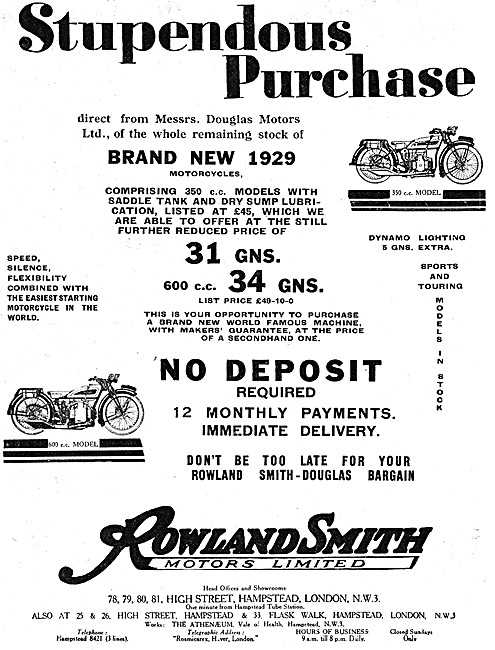 Stupendous
Purchase
direct from Messrs. Douglas Motors
Ltd., of the whole remaining stock of
BRAND NEW 1929
MOTORCYCLES,
COMPRISING 350 c.c. MODELS WITH
SADDLE TANK AND DRY SUMP LUBRI-
CATION, LISTED AT £45, WHICH WE
ARE ABLE TO OFFER AT THE STILL
FURTHER REDUCED PRICE OF
31 GNS.
600 c.c. 34 GNS.
LIST PRICE £49-10-0
THIS IS YOUR OPPORTUNITY TO PURCHASE
A BRAND NEW WORLD FAMOUS MACHINE,
WITH MAKERS' GUARANTEE, AT THE PRICE
OF A SECONDHAND ONE.
350 c.c. MODEL
DYNAMO LIGHTING
5 GNS. EXTRA.
SPORTS
AND
TOURING
MODELS IN STOCK
SPEED,
SILENCE,
FLEXIBILITY
COMBINED WITH
THE EASIEST STARTING
MOTORCYCLE IN THE
WORLD.
600 c.c. MODEL
NO DEPOSIT
REQUIRED
12 MONTHLY PAYMENTS.
IMMEDIATE DELIVERY.
DON'T BE TOO LATE FOR YOUR
ROWLAND SMITH-DOUGLAS BARGAIN
ROWLAND SMITH
MOTORS LIMITED
Head Offices and Showrooms:
78, 79, 80, 81, HIGH STREET, HAMPSTEAD, LONDON, N.W.3.
One minute from Hampstead Tube Station.
ALSO AT 25 & 26, HIGH STREET, HAMPSTEAD & 33, FLASK WALK, HAMPSTEAD, LONDON, N.W.3
Works: THE ATHENÆUM, Vale of Health, Hampstead, N.W.3.
Telephone: Telegraphic Address: HOURS OF BUSINESS Closed Sundays
Hampstead 8421 (3 lines). London." 9 a.m. till 8 p.m. Daily. Only